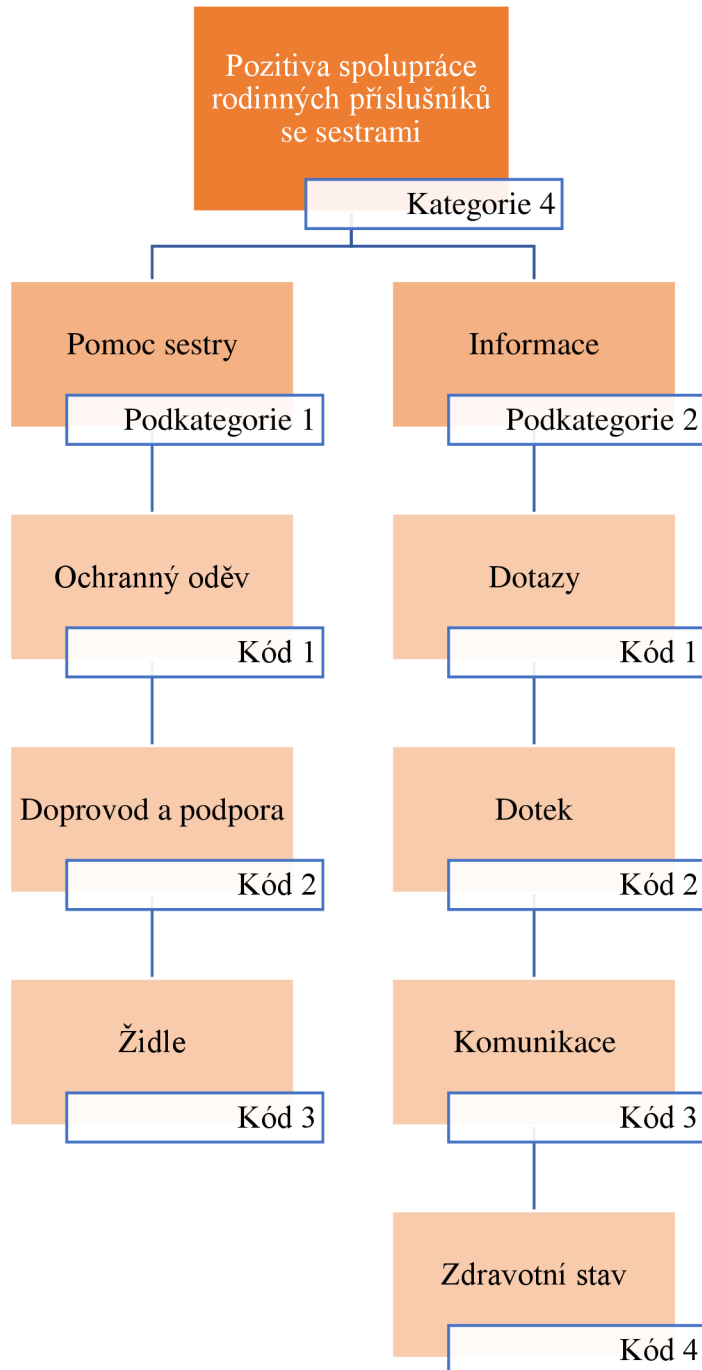 Pozitiva spolupráce
rodinných příslušníků
se sestrami
Kategorie 4
Pomoc sestry
Podkategorie 1
Ochranný oděv
Kód 1
Doprovod a podpora
Kód 2
Židle
Kód 3
Informace
Podkategorie 2
Dotazy
Kód 1
Dotek
Kód 2
Komunikace
Kód 3
Zdravotní stav
Kód 4